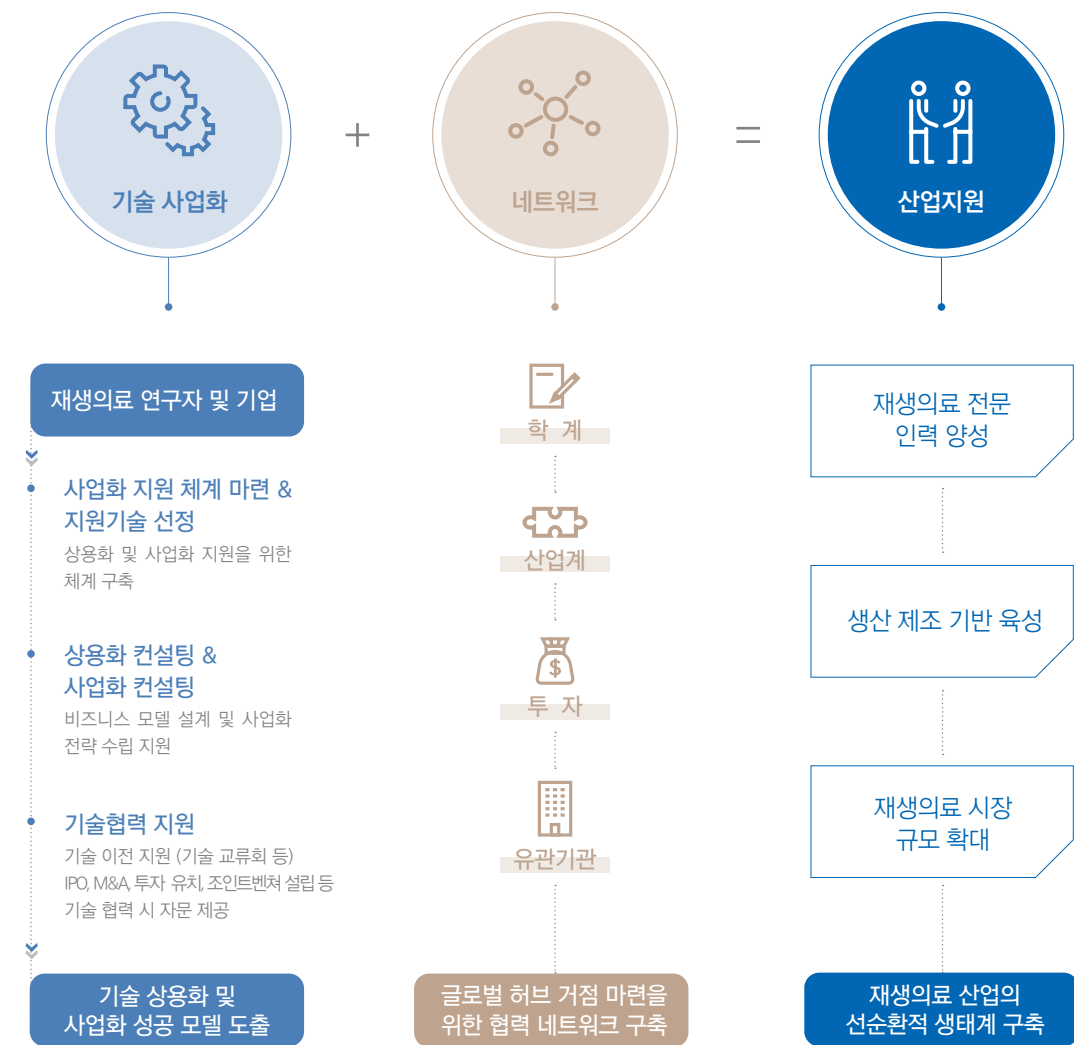 기술 사업화
+
네트워크
=
산업지원
재생의료 연구자 및 기업
사업화 지원 체계 마련 &
지원기술 선정
상용화 및 사업화 지원을 위한
체계 구축
상용화 컨설팅 &
사업화 컨설팅
비즈니스 모델 설계 및 사업화
전략 수립 지원
기술협력 지원
기술 이전 지원 (기술 교류회 등)
IPO, M&A, 투자 유치, 조인트벤쳐 설립 등
기술 협력 시 자문 제공
기술 상용화 및
사업화 성공 모델 도출
학 계
산업계
$
투 자
유관기관
글로벌 허브 거점 마련을
위한 협력 네트워크 구축
재생의료 전문
인력 양성
생산 제조 기반 육성
재생의료 시장
규모 확대
재생의료 산업의
선순환적 생태계 구축